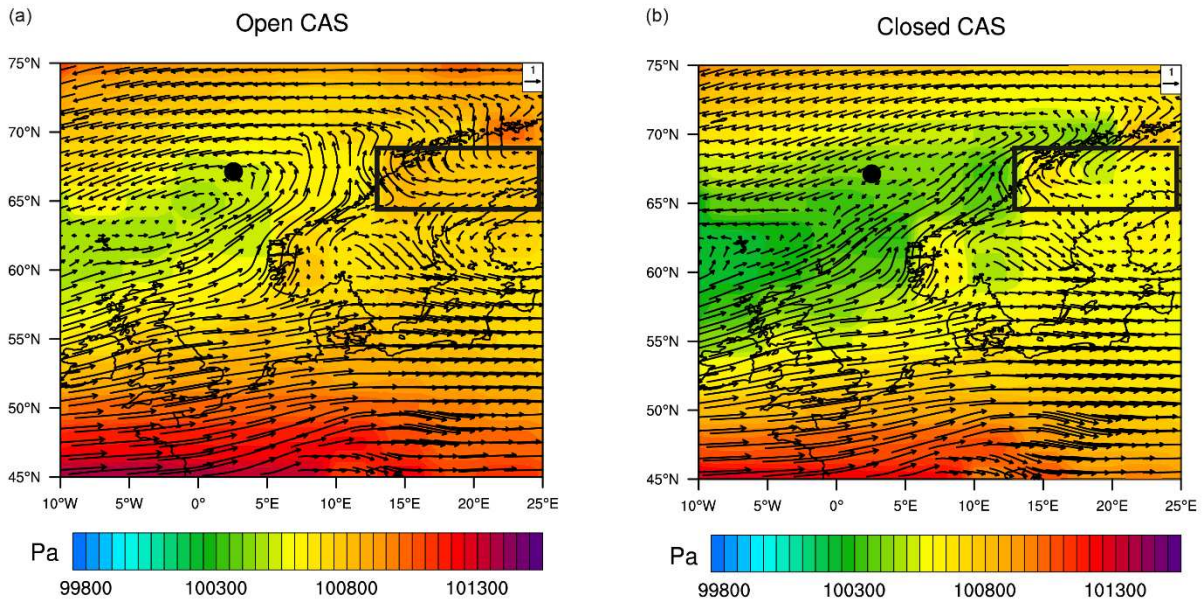 (a)
Open CAS
75°N
70°N
65°N
60°N
55°N
50°N
45°N
1
10°W 5°W 0° 5°E 10°E 15°E 20°E 25°E
Pa
99800 100300 100800 101300
(b)
Closed CAS
75°N
70°N
65°N
60°N
55°N
50°N
45°N
1
10°W 5°W 0° 5°E 10°E 15°E 20°E 25°E
Pa
99800 100300 100800 101300